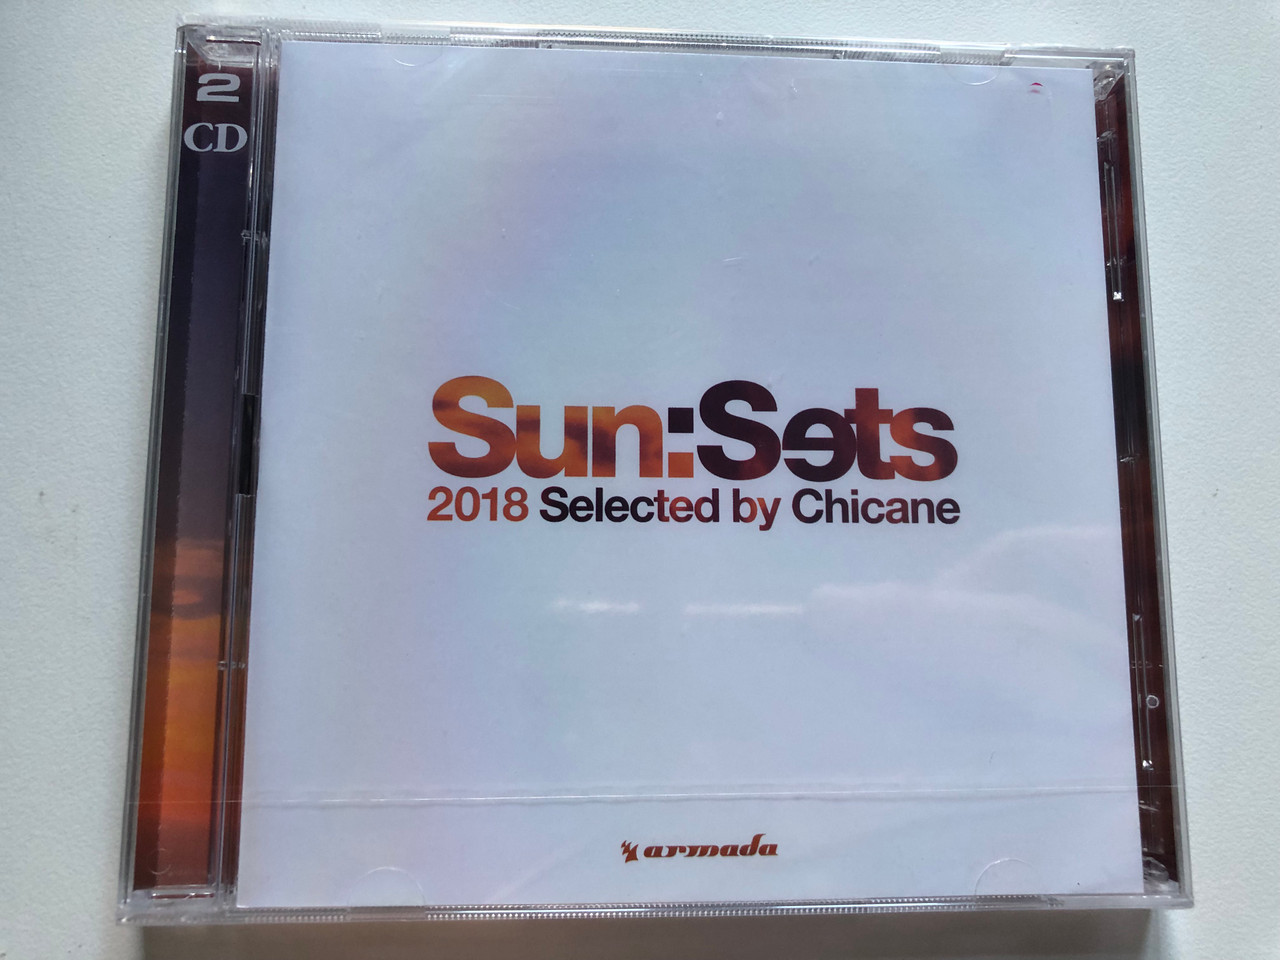 2
CD
Sun:Sets
2018 Selected by Chicane
armada